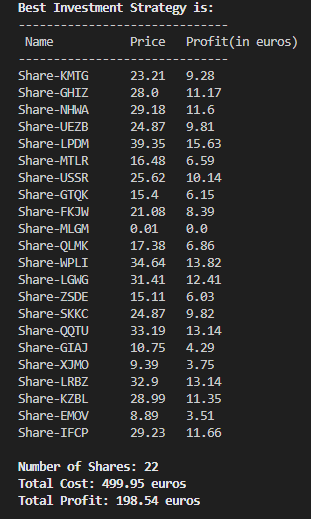 Best Investment Strategy is:
------------------------------
Name Price Profit(in euros)
------------------------------
Share-KMTG 23.21 9.28
Share-GHIZ 28.0 11.17
Share-NHWA 29.18 11.6
Share-UEZB 24.87 9.81
Share-LPDM 39.35 15.63
Share-MTLR 16.48 6.59
Share-USSR 25.62 10.14
Share-GTQK 15.4 6.15
Share-FKJW 21.08 8.39
Share-MLGM 0.01 0.0
Share-QLMK 17.38 6.86
Share-WPLI 34.64 13.82
Share-LGWG 31.41 12.41
Share-ZSDE 15.11 6.03
Share-SKKC 24.87 9.82
Share-QQTU 33.19 13.14
Share-GIAJ 10.75 4.29
Share-XJMO 9.39 3.75
Share-LRBZ 32.9 13.14
Share-KZBL 28.99 11.35
Share-EMOV 8.89 3.51
Share-IFCP 29.23 11.66
Number of Shares: 22
Total Cost: 499.95 euros
Total Profit: 198.54 euros